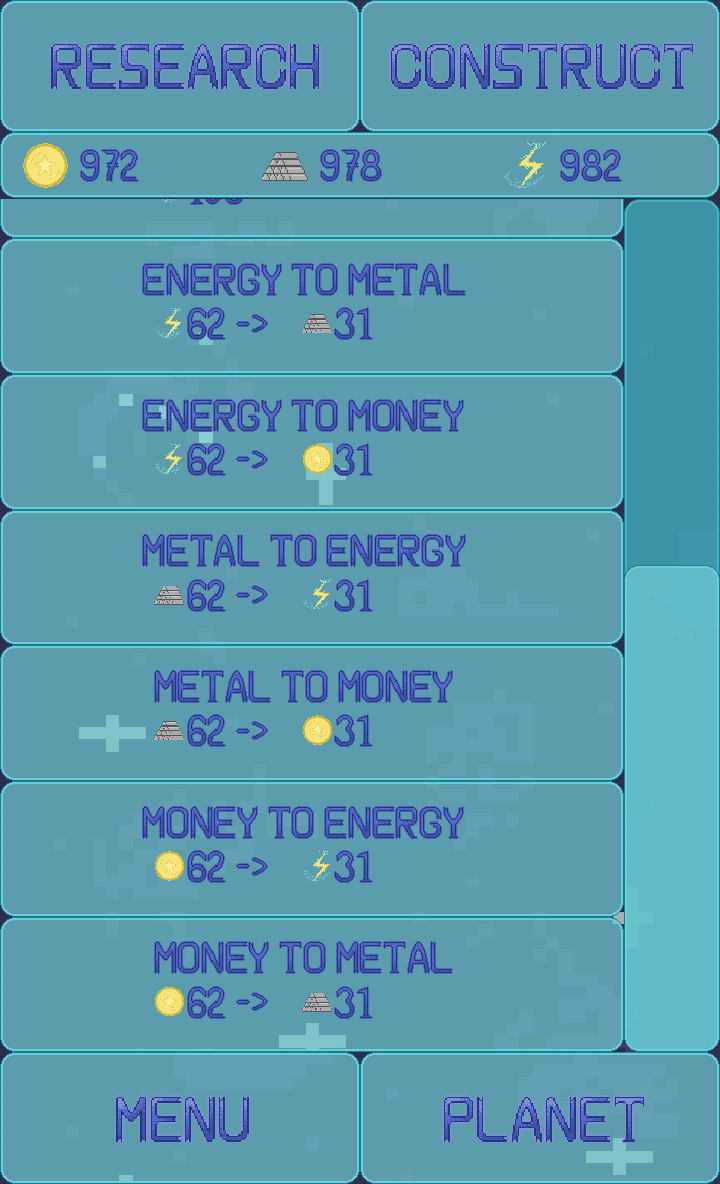 RESEARCH CONSTRUCT
972 978 982
ENERGY TO METAL
62 -> 31
ENERGY TO MONEY
62 -> 31
METAL TO ENERGY
62 -> 31
METAL TO MONEY
62 -> 31
MONEY TO ENERGY
62 -> 31
MONEY TO METAL
62 -> 31
MENU PLANET